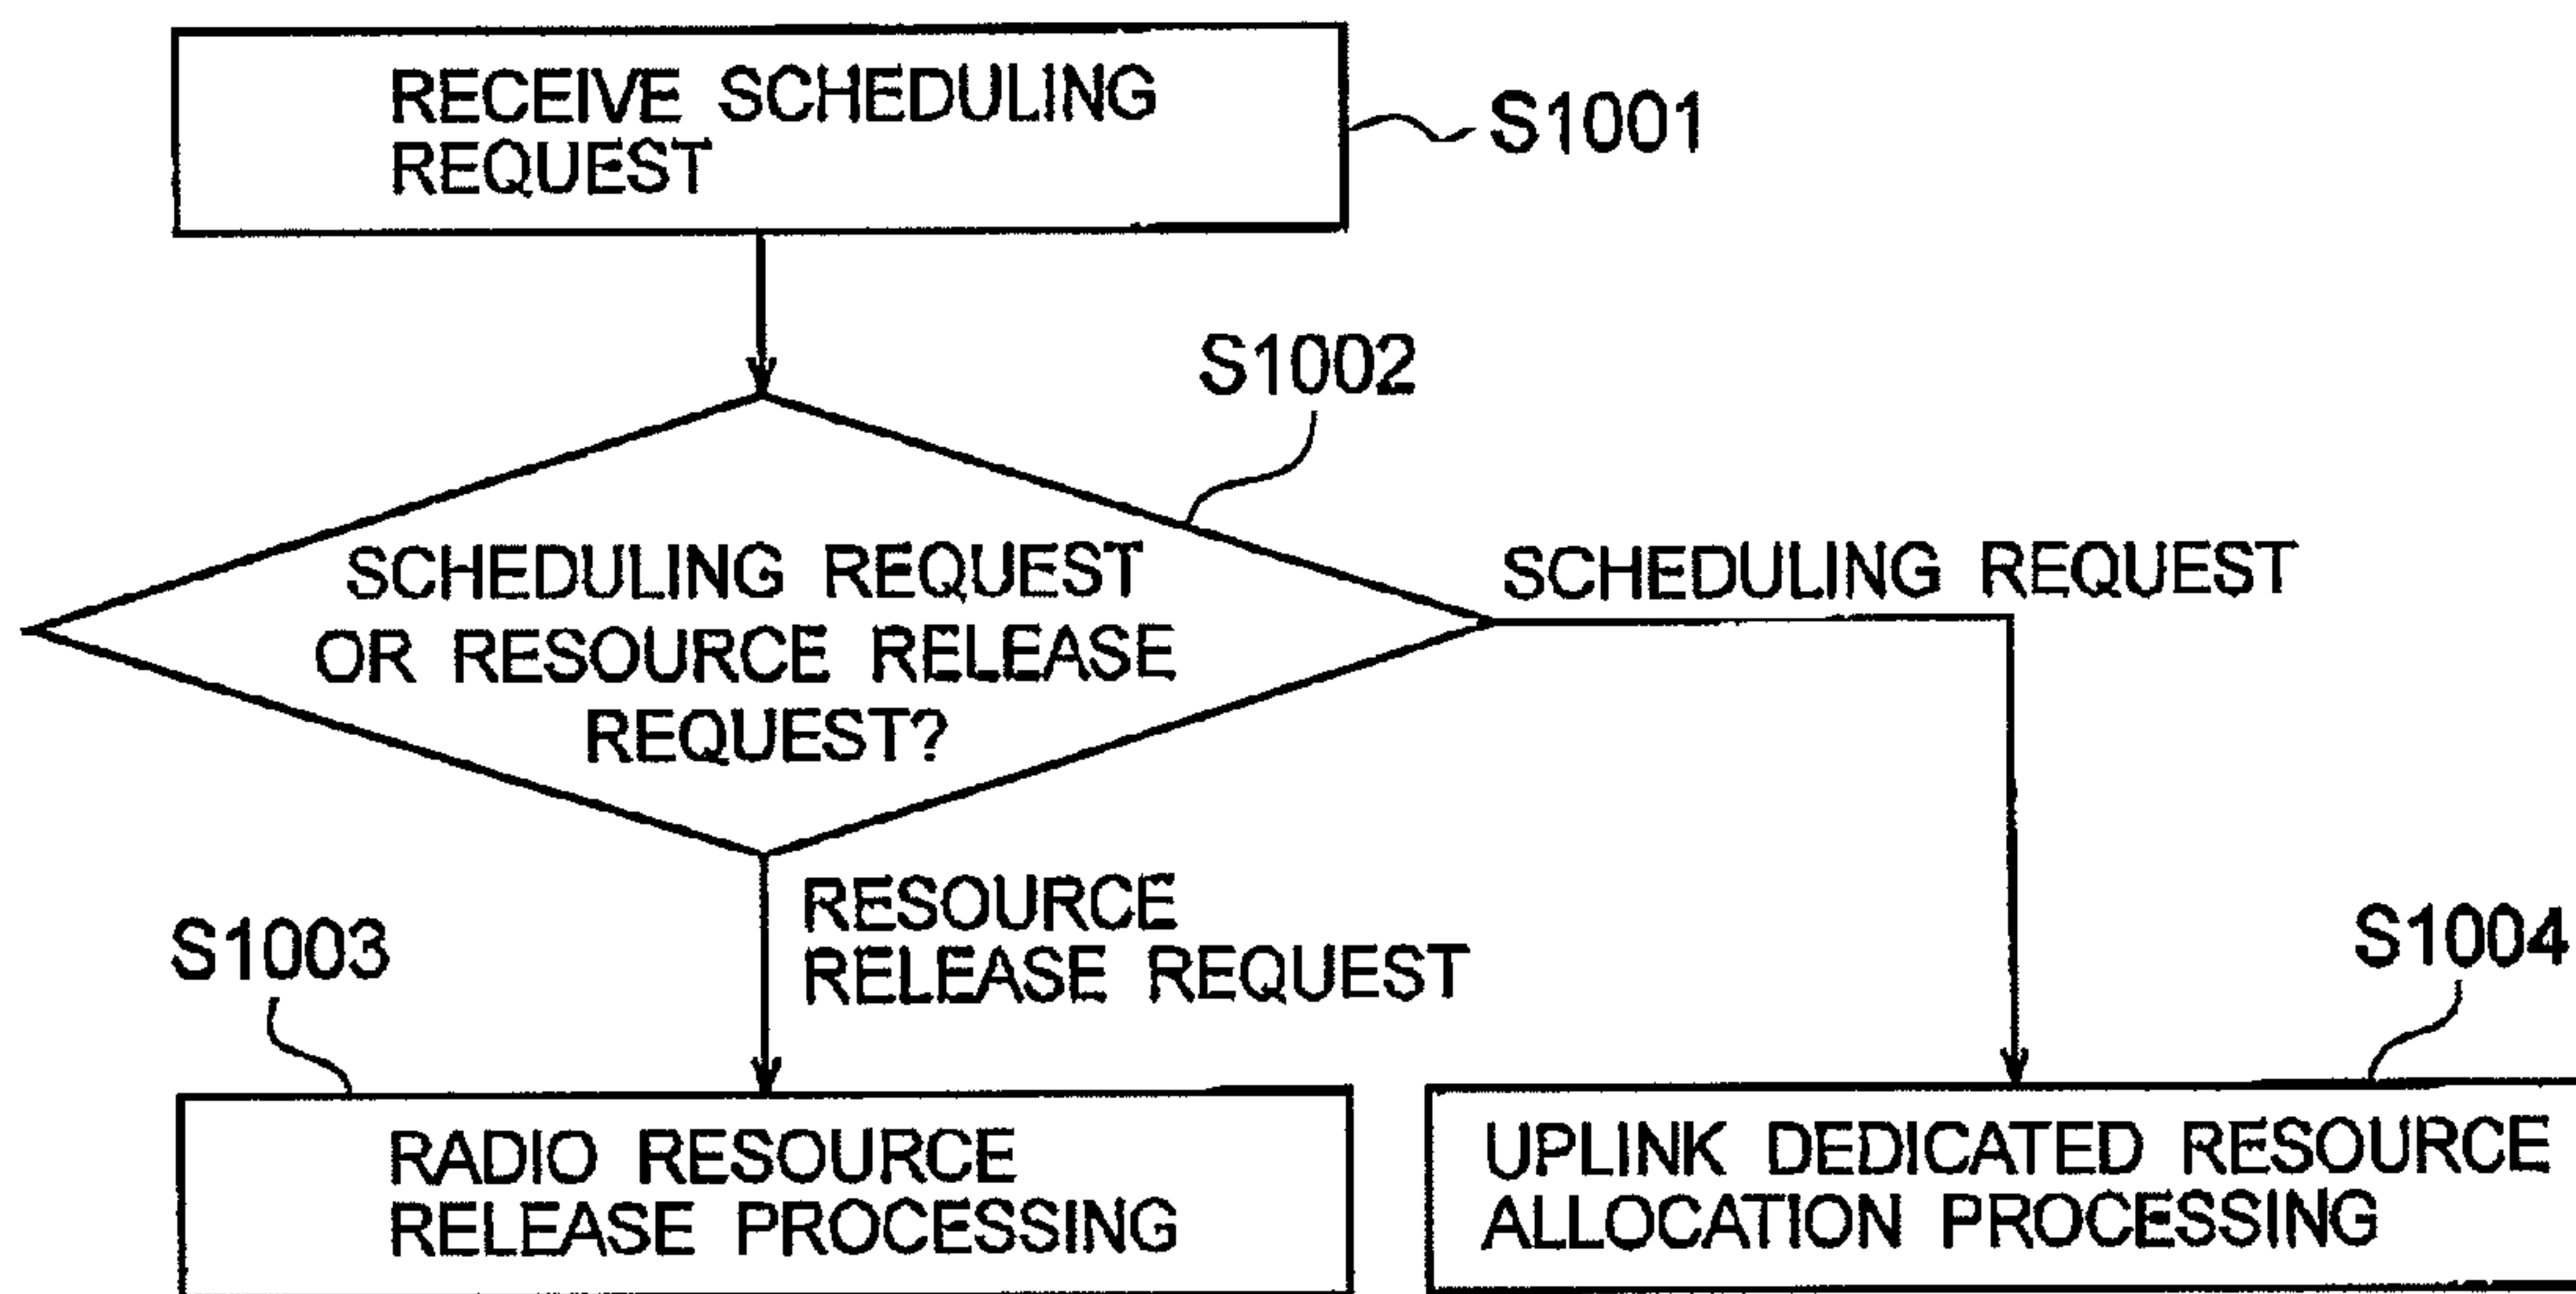 RECEIVE SCHEDULING
REQUEST
S1001
S1002
SCHEDULING REQUEST
OR RESOURCE RELEASE
REQUEST?
SCHEDULING REQUEST
RESOURCE
RELEASE REQUEST
S1003
S1004
RADIO RESOURCE
RELEASE PROCESSING
UPLINK DEDICATED RESOURCE
ALLOCATION PROCESSING